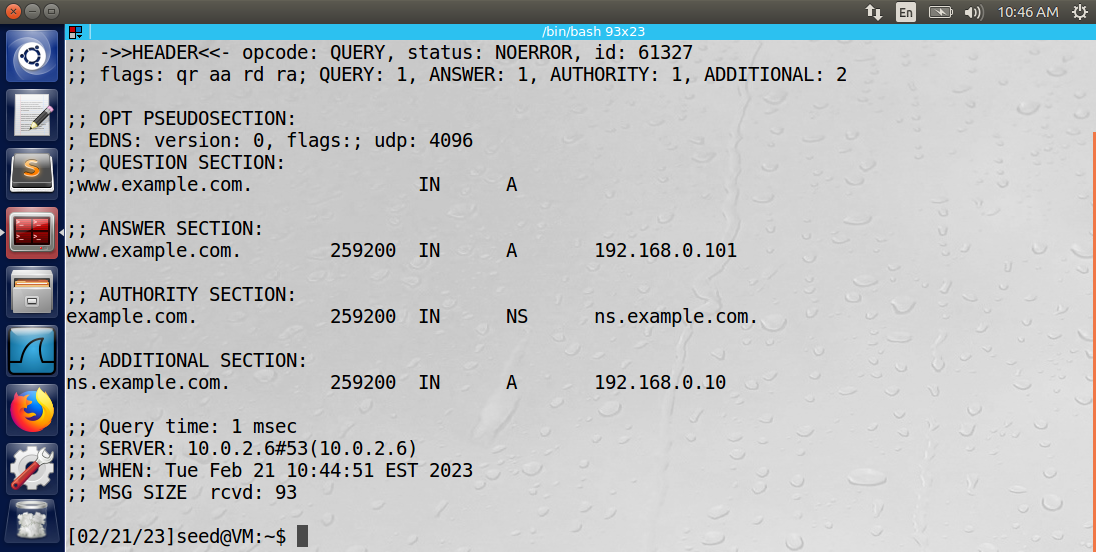 En 10:46 AM
/bin/bash 93x23
;; ->>HEADER<<- opcode: QUERY, status: NOERROR, id: 61327
;; flags: qr aa rd ra; QUERY: 1, ANSWER: 1, AUTHORITY: 1, ADDITIONAL: 2
;; OPT PSEUDOSECTION:
; EDNS: version: 0, flags:; udp: 4096
;; QUESTION SECTION:
;www.example.com. IN A
;; ANSWER SECTION:
www.example.com. 259200 IN A 192.168.0.101
;; AUTHORITY SECTION:
example.com. 259200 IN NS ns.example.com.
;; ADDITIONAL SECTION:
ns.example.com. 259200 IN A 192.168.0.10
;; Query time: 1 msec
;; SERVER: 10.0.2.6#53(10.0.2.6)
;; WHEN: Tue Feb 21 10:44:51 EST 2023
;; MSG SIZE rcvd: 93
[02/21/23]seed@VM:~$